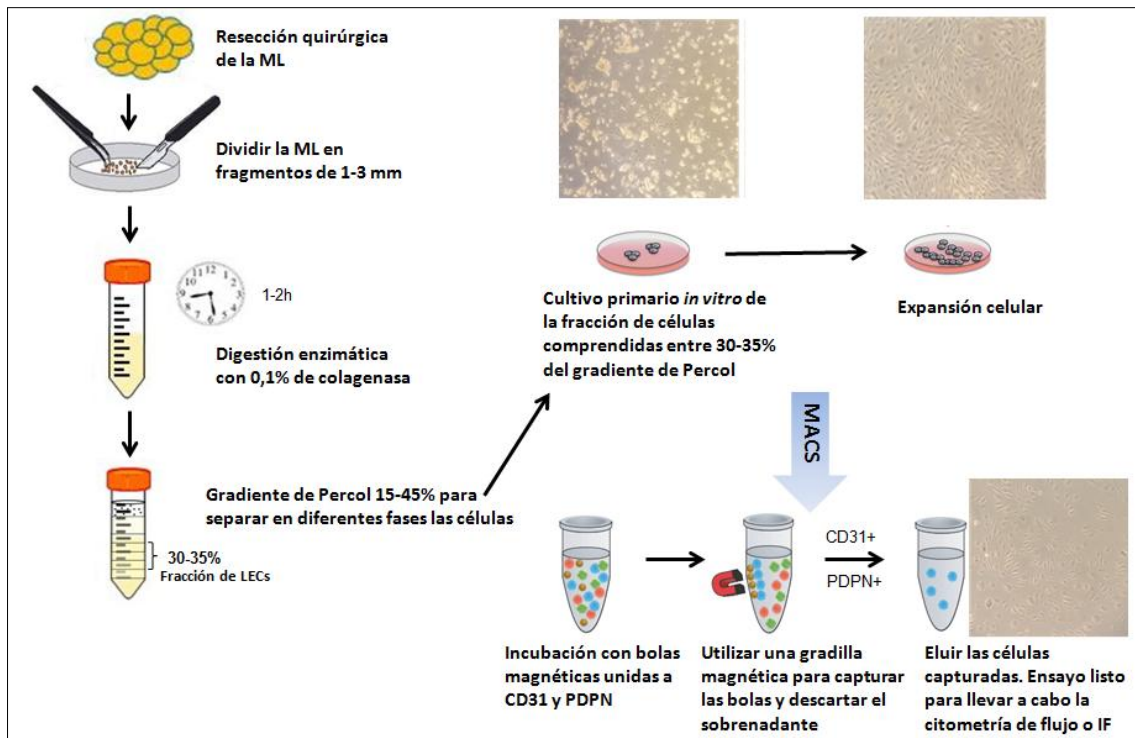 Resección quirúrgica
de la ML
Dividir la ML en
fragmentos de 1-3 mm
1-2h
Digestión enzimática
con 0,1% de colagenasa
Gradiente de Percol 15-45% para
separar en diferentes fases las células
30-35%
Fracción de LECs
Cultivo primario in vitro de
la fracción de células
comprendidas entre 30-35%
del gradiente de Percol
Expansión celular
MACS
CD31+
PDPN+
Incubación con bolas
magnéticas unidas a
CD31 y PDPN
Utilizar una gradilla
magnética para capturar
las bolas y descartar el
sobrenadante
Eluir las células
capturadas. Ensayo listo
para llevar a cabo la
citometría de flujo o IF